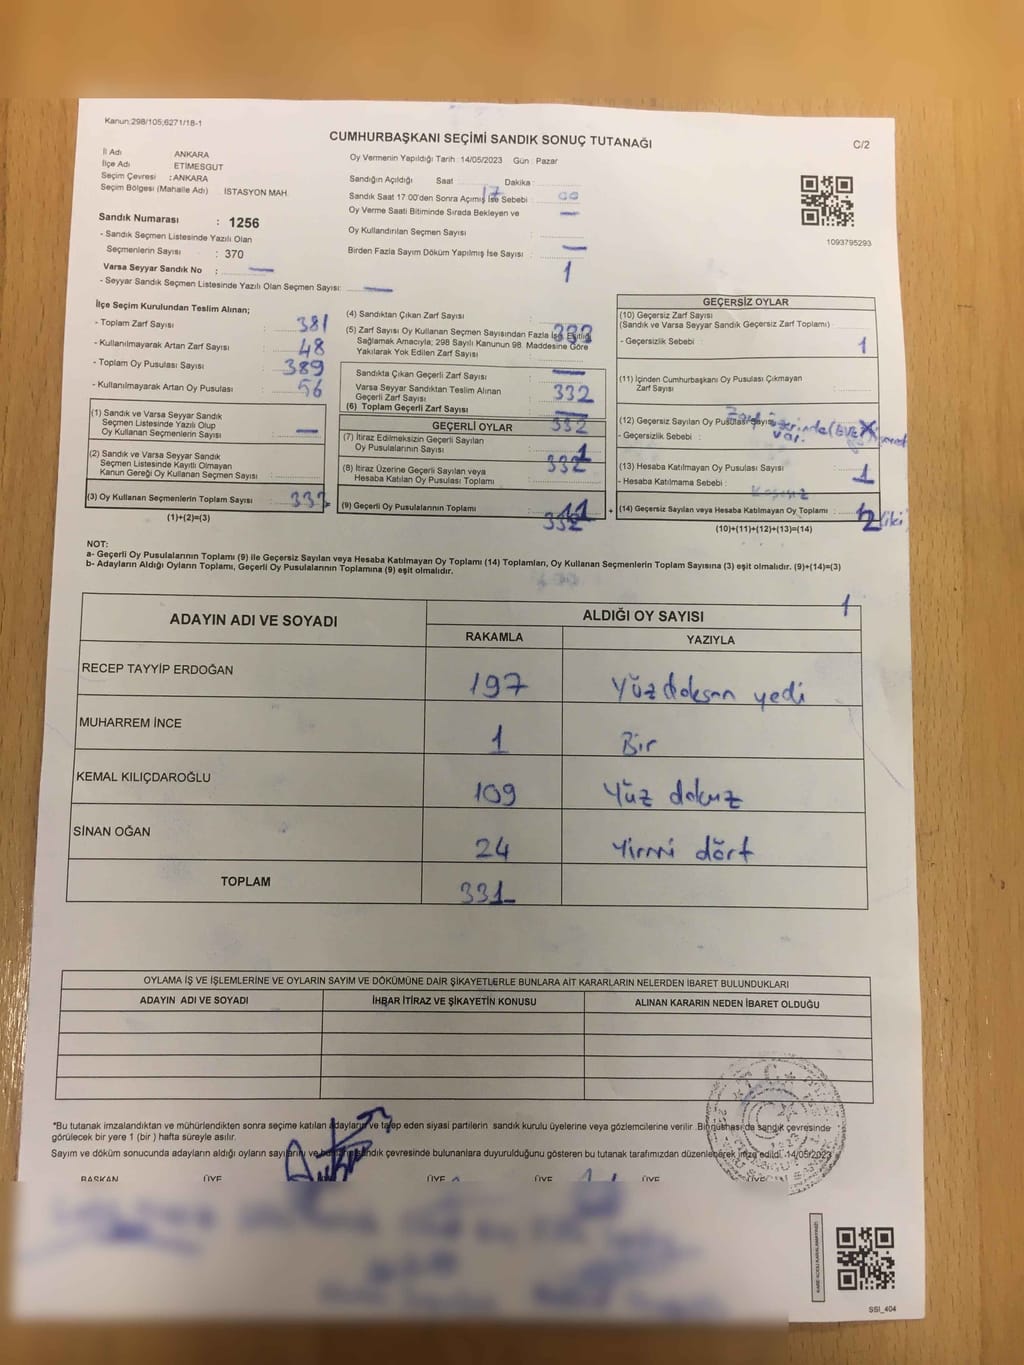 Kanun:298/105;6271/18-1
CUMHURBAŞKANI SEÇİMİ SANDIK SONUÇ TUTANAĞI
C/2
İl Adı ANKARA
İlçe Adı ETİMESGUT
Seçim Çevresi : ANKARA
Seçim Bölgesi (Mahalle Adı) İSTASYON MAH.
Oy Vermenin Yapıldığı Tarih : 14/05/2023 Gün : Pazar
Sandığın Açıldığı Saat : Dakika :
17 00
Sandık Saat 17:00'den Sonra Açılmış İse Sebebi :
Oy Verme Saati Bitiminde Sırada Bekleyen ve
Oy Kullandırılan Seçmen Sayısı :
Birden Fazla Sayım Döküm Yapılmış İse Sayısı :
1
1093795293
Sandık Numarası : 1256
- Sandık Seçmen Listesinde Yazılı Olan
Seçmenlerin Sayısı : 370
Varsa Seyyar Sandık No :
- Seyyar Sandık Seçmen Listesinde Yazılı Olan Seçmen Sayısı:
İlçe Seçim Kurulundan Teslim Alınan;
- Toplam Zarf Sayısı : 381
- Kullanılmayarak Artan Zarf Sayısı : 48
- Toplam Oy Pusulası Sayısı : 389
- Kullanılmayarak Artan Oy Pusulası : 56
(1) Sandık ve Varsa Seyyar Sandık
Seçmen Listesinde Yazılı Olup
Oy Kullanan Seçmenlerin Sayısı :
(2) Sandık ve Varsa Seyyar Sandık
Seçmen Listesinde Kayıtlı Olmayan
Kanun Gereği Oy Kullanan Seçmen Sayısı :
(3) Oy Kullanan Seçmenlerin Toplam Sayısı : 333
(1)+(2)=(3)
(4) Sandıktan Çıkan Zarf Sayısı : 333
(5) Zarf Sayısı Oy Kullanan Seçmen Sayısından Fazla İse, Eşitliği
Sağlamak Amacıyla; 298 Sayılı Kanunun 98. Maddesine Göre
Yakılarak Yok Edilen Zarf Sayısı :
Sandıkta Çıkan Geçerli Zarf Sayısı : 
Varsa Seyyar Sandıktan Teslim Alınan
Geçerli Zarf Sayısı : 332
(6) Toplam Geçerli Zarf Sayısı :
332
GEÇERLİ OYLAR
(7) İtiraz Edilmeksizin Geçerli Sayılan
Oy Pusulalarının Sayısı :
(8) İtiraz Üzerine Geçerli Sayılan veya
Hesaba Katılan Oy Pusulası Toplamı :
(9) Geçerli Oy Pusulalarının Toplamı :
GEÇERSİZ OYLAR
(10) Geçersiz Zarf Sayısı
(Sandık ve Varsa Seyyar Sandık Geçersiz Zarf Toplamı) :
- Geçersizlik Sebebi : 1
(11) İçinden Cumhurbaşkanı Oy Pusulası Çıkmayan
Zarf Sayısı :
(12) Geçersiz Sayılan Oy Pusulası Sayısı :
Zarf üzerinde (EVET)
var.
- Geçersizlik Sebebi :
(13) Hesaba Katılmayan Oy Pusulası Sayısı : 1
- Hesaba Katılmama Sebebi :
(14) Geçersiz Sayılan veya Hesaba Katılmayan Oy Toplamı : 2 (iki)
(10)+(11)+(12)+(13)=(14)
NOT:
a- Geçerli Oy Pusulalarının Toplamı (9) ile Geçersiz Sayılan veya Hesaba Katılmayan Oy Toplamı (14) Toplamları, Oy Kullanan Seçmenlerin Toplam Sayısına (3) eşit olmalıdır. (9)+(14)=(3)
b- Adayların Aldığı Oyların Toplamı, Geçerli Oy Pusulalarının Toplamına (9) eşit olmalıdır.
ADAYIN ADI VE SOYADI
ALDIĞI OY SAYISI
1
RAKAMLA YAZIYLA
RECEP TAYYİP ERDOĞAN 197 Yüzdoksan yedi
MUHARREM İNCE 1 Bir
KEMAL KILIÇDAROĞLU 109 Yüz dokuz
SİNAN OĞAN 24 Yirmi dört
TOPLAM 331
OYLAMA İŞ VE İŞLEMLERİNE VE OYLARIN SAYIM VE DÖKÜMÜNE DAİR ŞİKAYETLERLE BUNLARA AİT KARARLARIN NELERDEN İBARET BULUNDUKLARI
ADAYIN ADI VE SOYADI İHBAR İTİRAZ VE ŞİKAYETİN KONUSU ALINAN KARARIN NEDEN İBARET OLDUĞU
*Bu tutanak imzalandıktan ve mühürlendikten sonra seçime katılan adayların ve talep eden siyasi partilerin sandık kurulu üyelerine veya gözlemcilerine verilir. Bir nüshası da sandık çevresinde
görülecek bir yere 1 (bir) hafta süreyle asılır.
Sayım ve döküm sonucunda adayların aldığı oyların sayılarını ve bunların sandık çevresinde bulunanlara duyurulduğunu gösteren bu tutanak tarafımızdan düzenlenerek imza edildi. 14/05/2023
BAŞKAN ÜYE ÜYE ÜYE ÜYE
SSI_404